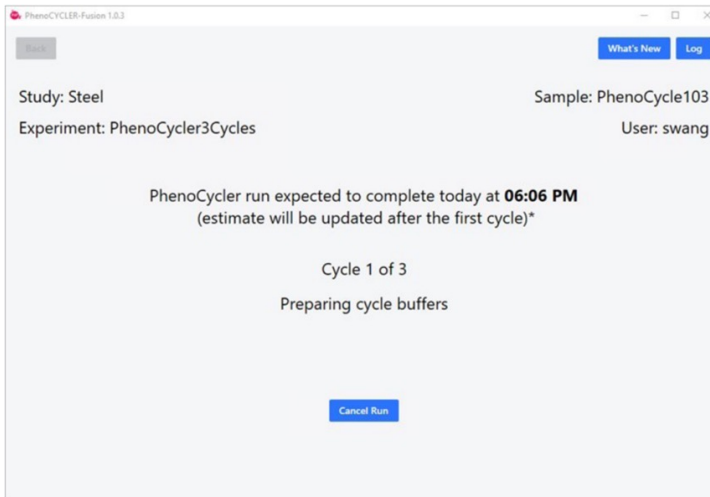 PhenoCYCLER-Fusion 1.0.3
Back
What's New
Log
Study: Steel
Sample: PhenoCycle103
Experiment: PhenoCycler3Cycles
User: swang
PhenoCycler run expected to complete today at 06:06 PM
(estimate will be updated after the first cycle)*
Cycle 1 of 3
Preparing cycle buffers
Cancel Run